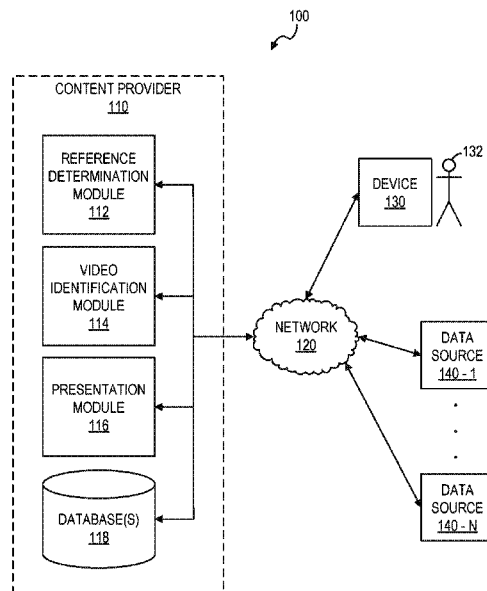 100
CONTENT PROVIDER
110
REFERENCE
DETERMINATION
MODULE
112
VIDEO
IDENTIFICATION
MODULE
114
PRESENTATION
MODULE
116
DATABASE(S)
118
NETWORK
120
132
DEVICE
130
DATA
SOURCE
140 - 1
DATA
SOURCE
140 - N